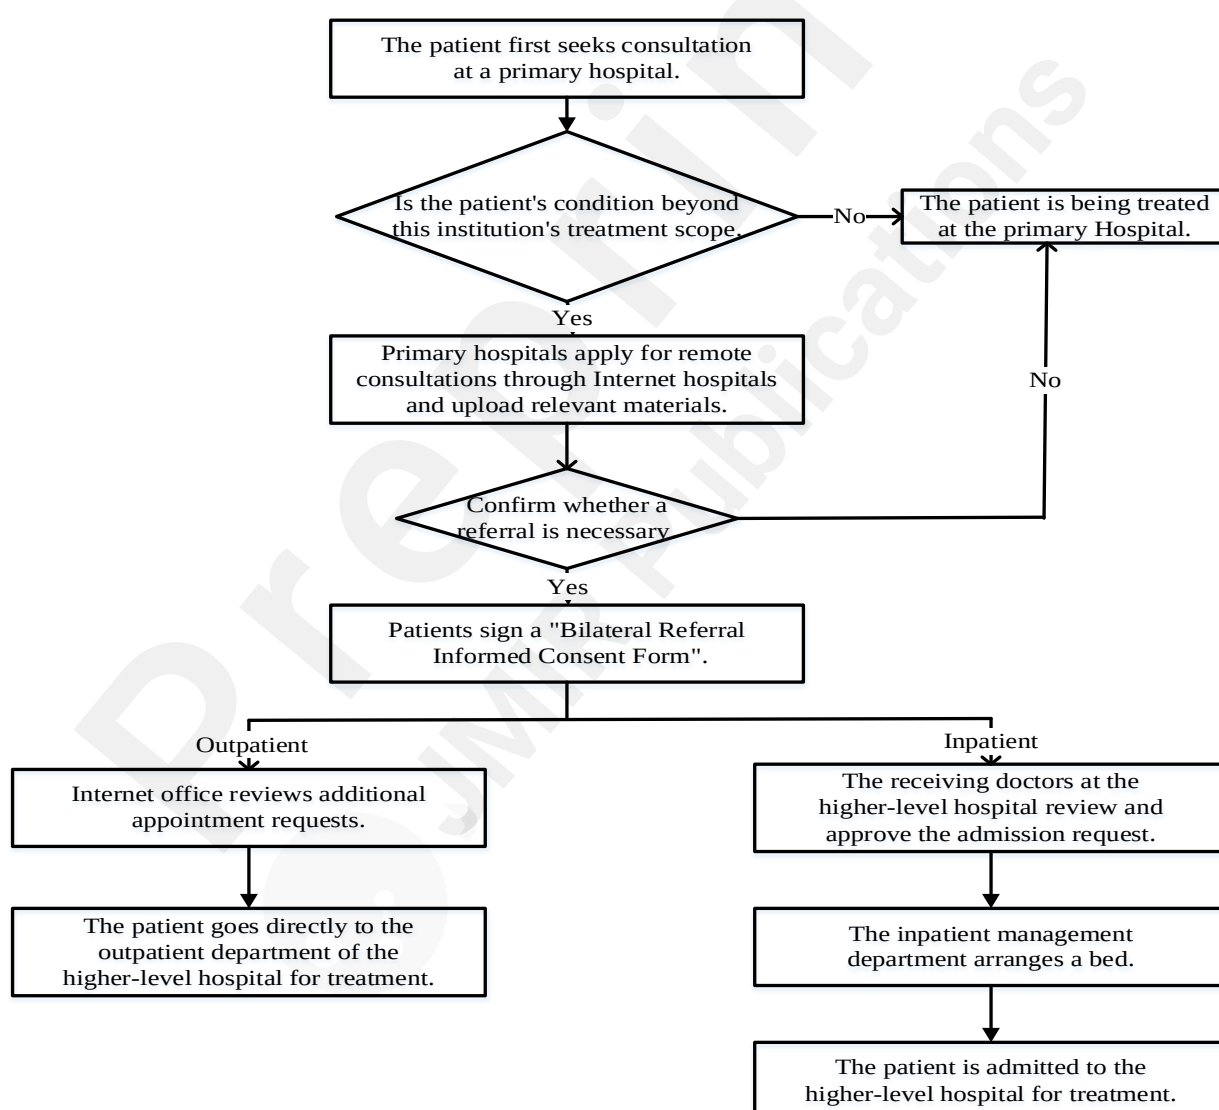 The patient first seeks consultation
at a primary hospital.
Is the patient's condition beyond
this institution's treatment scope.
No
The patient is being treated
at the primary Hospital.
Yes
Primary hospitals apply for remote
consultations through Internet hospitals
and upload relevant materials.
No
Confirm whether a
referral is necessary
Yes
Patients sign a "Bilateral Referral
Informed Consent Form".
Outpatient
Inpatient
Internet office reviews additional
appointment requests.
The receiving doctors at the
higher-level hospital review and
approve the admission request.
The patient goes directly to the
outpatient department of the
higher-level hospital for treatment.
The inpatient management
department arranges a bed.
The patient is admitted to the
higher-level hospital for treatment.
Preprin
JMIR Publications